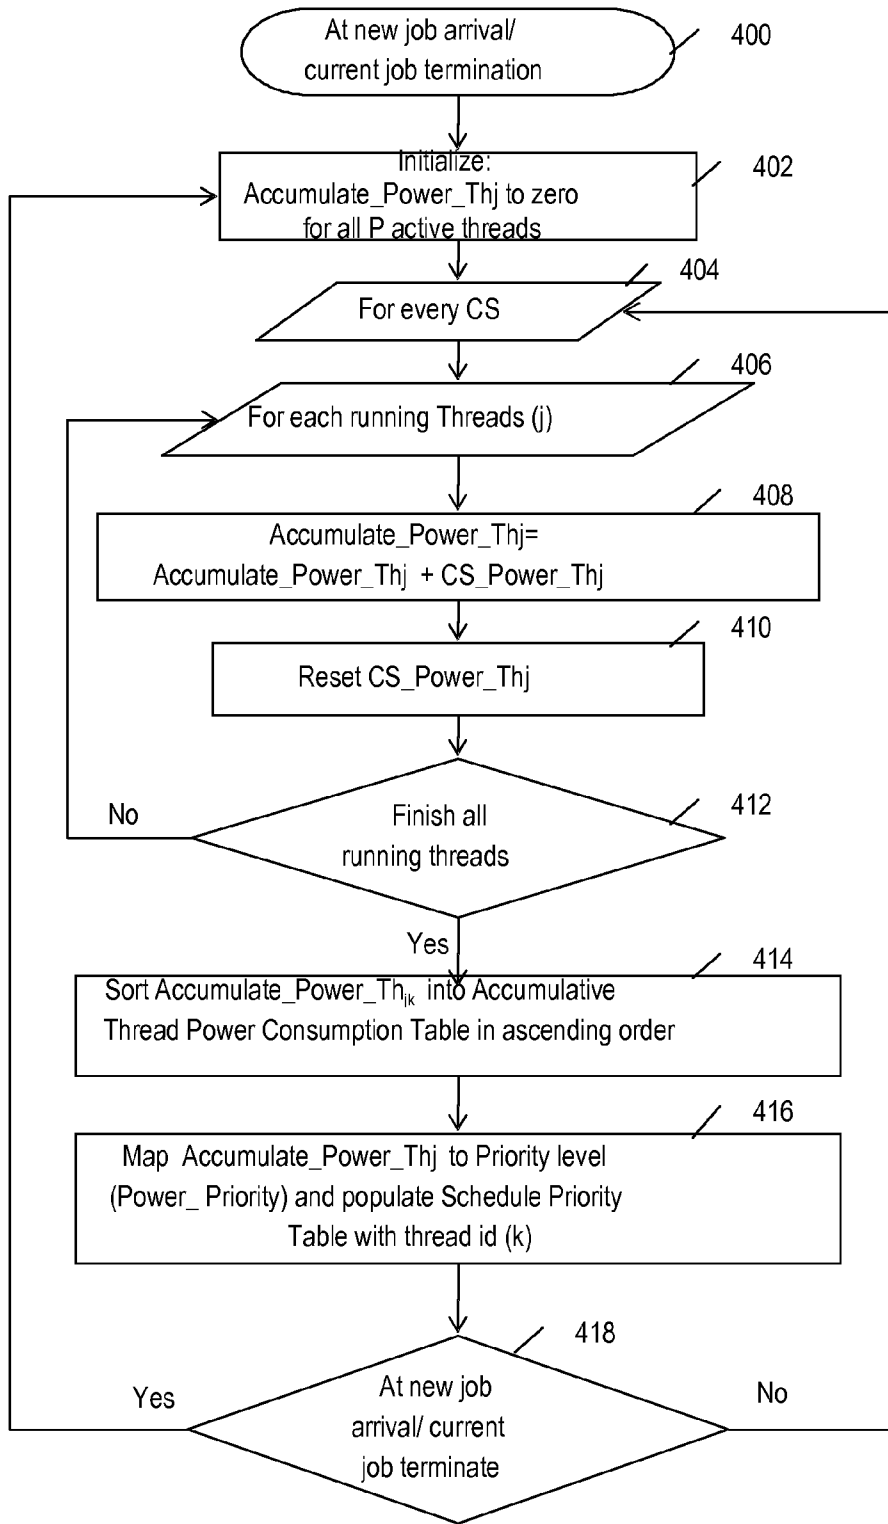 At new job arrival/
current job termination
400
Initialize:
Accumulate_Power_Thj to zero
for all P active threads
402
For every CS
404
For each running Threads (j)
406
Accumulate_Power_Thj=
Accumulate_Power_Thj + CS_Power_Thj
408
Reset CS_Power_Thj
410
Finish all
running threads
412
No
Yes
Sort Accumulate_Power_Thjk into Accumulative
Thread Power Consumption Table in ascending order
414
Map Accumulate_Power_Thj to Priority level
(Power_ Priority) and populate Schedule Priority
Table with thread id (k)
416
At new job
arrival/ current
job terminate
418
Yes
No